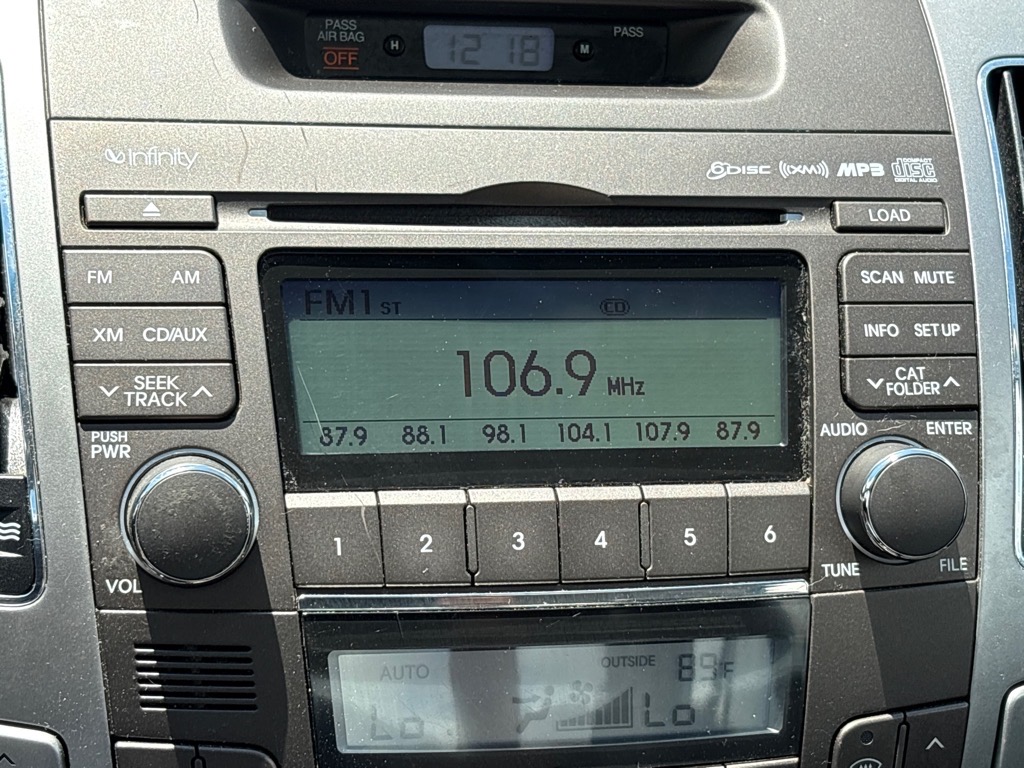 PASS
AIR BAG
OFF
H
12 18
M
PASS
Infinity
6DISC ((XM)) MP3 COMPACT
disc
DIGITAL AUDIO
LOAD
FM AM
XM CD/AUX
SEEK
TRACK
PUSH
PWR
VOL
FM1 ST CD
106.9 MHz
87.9 88.1 98.1 104.1 107.9 87.9
1 2 3 4 5 6
SCAN MUTE
INFO SET UP
CAT
FOLDER
AUDIO ENTER
TUNE FILE
AUTO OUTSIDE 89°F
Lo Lo